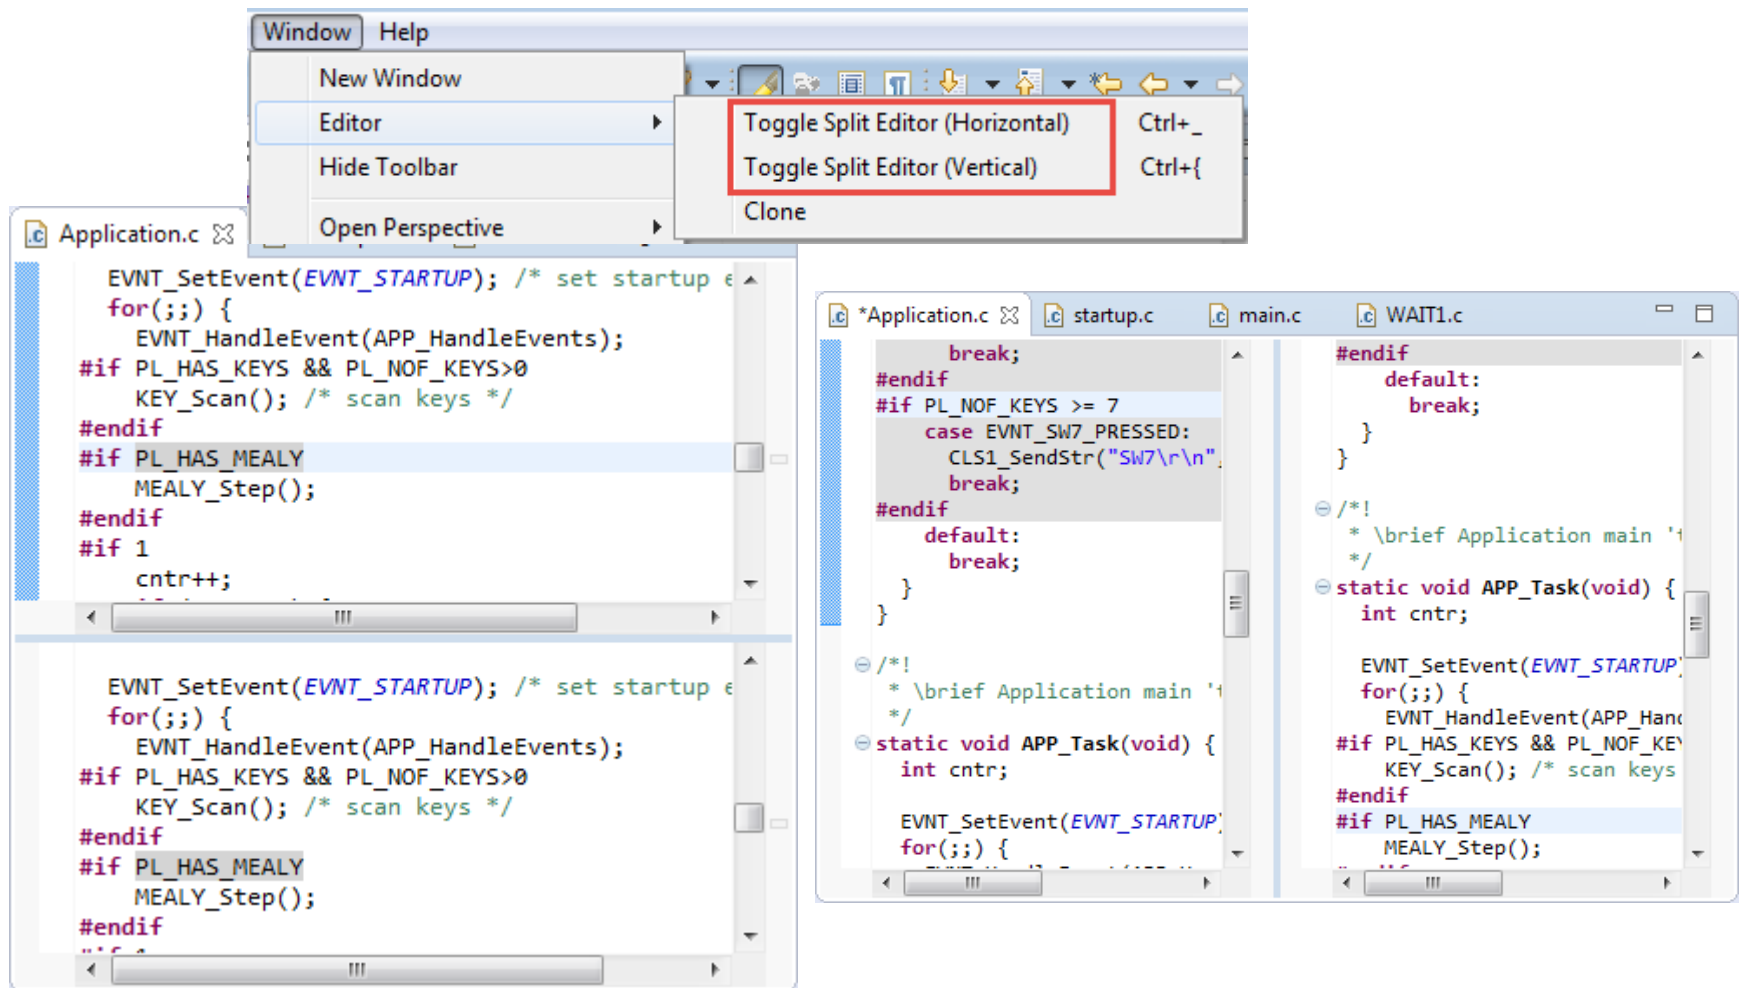 Window Help
New Window
Editor
Hide Toolbar
Open Perspective
Toggle Split Editor (Horizontal) Ctrl+_
Toggle Split Editor (Vertical) Ctrl+{
Clone
Application.c
EVNT_SetEvent(EVNT_STARTUP); /* set startup
for(;;) {
EVNT_HandleEvent(APP_HandleEvents);
#if PL_HAS_KEYS && PL_NOF_KEYS>0
KEY_Scan(); /* scan keys */
#endif
#if PL_HAS_MEALY
MEALY_Step();
#endif
#if 1
cntr++;
EVNT_SetEvent(EVNT_STARTUP); /* set startup
for(;;) {
EVNT_HandleEvent(APP_HandleEvents);
#if PL_HAS_KEYS && PL_NOF_KEYS>0
KEY_Scan(); /* scan keys */
#endif
#if PL_HAS_MEALY
MEALY_Step();
#endif
*Application.c startup.c main.c WAIT1.c
break;
#endif
#if PL_NOF_KEYS >= 7
case EVNT_SW7_PRESSED:
CLS1_SendStr("SW7\r\n",
break;
#endif
default:
break;
}
}
/*!
* \brief Application main '
*/
static void APP_Task(void) {
int cntr;
EVNT_SetEvent(EVNT_STARTUP)
for(;;) {
#endif
default:
break;
}
}
/*!
* \brief Application main '
*/
static void APP_Task(void) {
int cntr;
EVNT_SetEvent(EVNT_STARTUP)
for(;;) {
EVNT_HandleEvent(APP_Hand
#if PL_HAS_KEYS && PL_NOF_KEY
KEY_Scan(); /* scan keys
#endif
#if PL_HAS_MEALY
MEALY_Step();